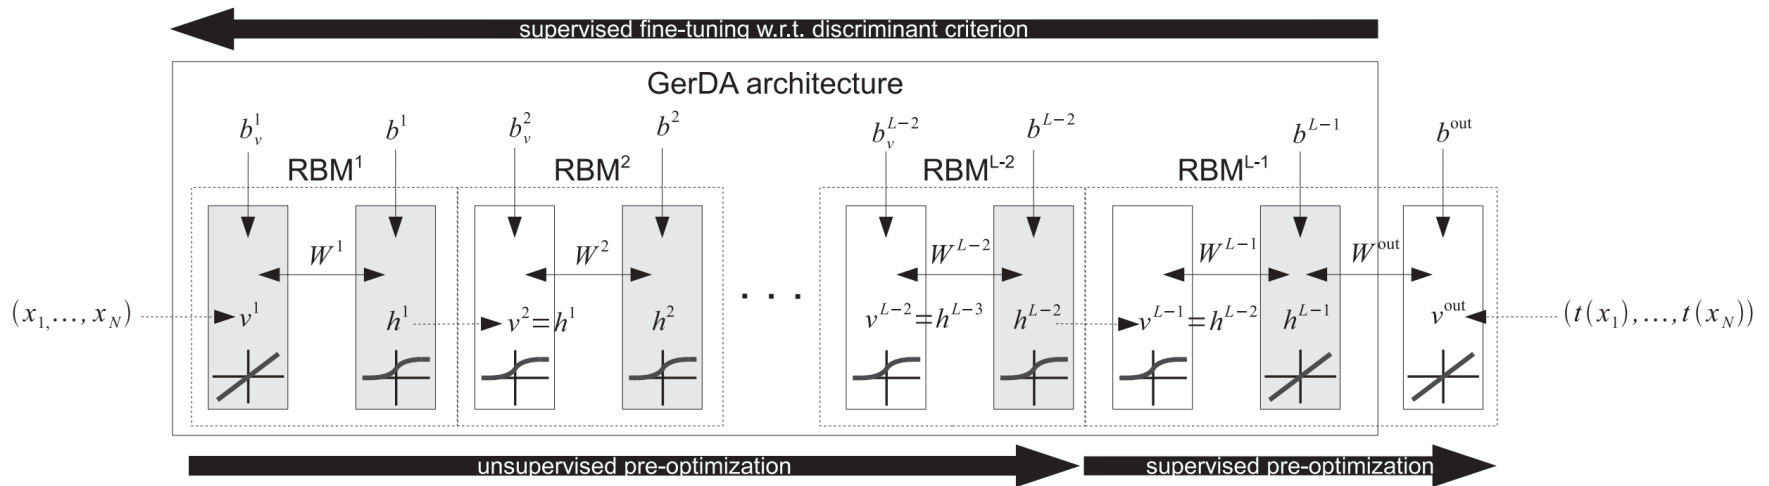 supervised fine-tuning w.r.t. discriminant criterion
GerDA architecture
b_v^1 b^1 b_v^2 b^2 b_v^{L-2} b^{L-2} b^{L-1} b^{out}
RBM^1 RBM^2 RBM^{L-2} RBM^{L-1}
W^1 W^2 W^{L-2} W^{L-1} W^{out}
(x_1,…, x_N) v^1 h^1 v^2=h^1 h^2 . . . v^{L-2}=h^{L-3} h^{L-2} v^{L-1}=h^{L-2} h^{L-1} v^{out} (t(x_1),…,t(x_N))
unsupervised pre-optimization supervised pre-optimization